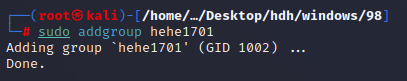 ┌──(root㉿kali)-[/home/…/Desktop/hdh/windows/98]
└─# sudo addgroup hehe1701
Adding group `hehe1701' (GID 1002) ...
Done.